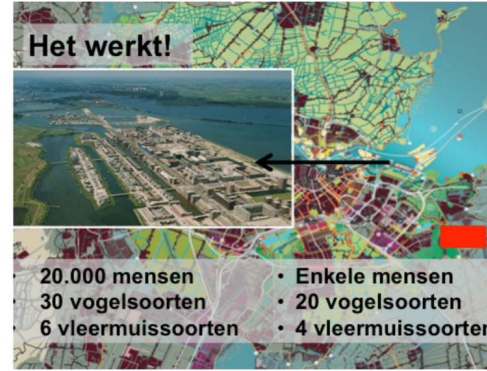 Het werkt!
• 20.000 mensen
• 30 vogelsoorten
• 6 vleermuissoorten
• Enkele mensen
• 20 vogelsoorten
• 4 vleermuissoorten